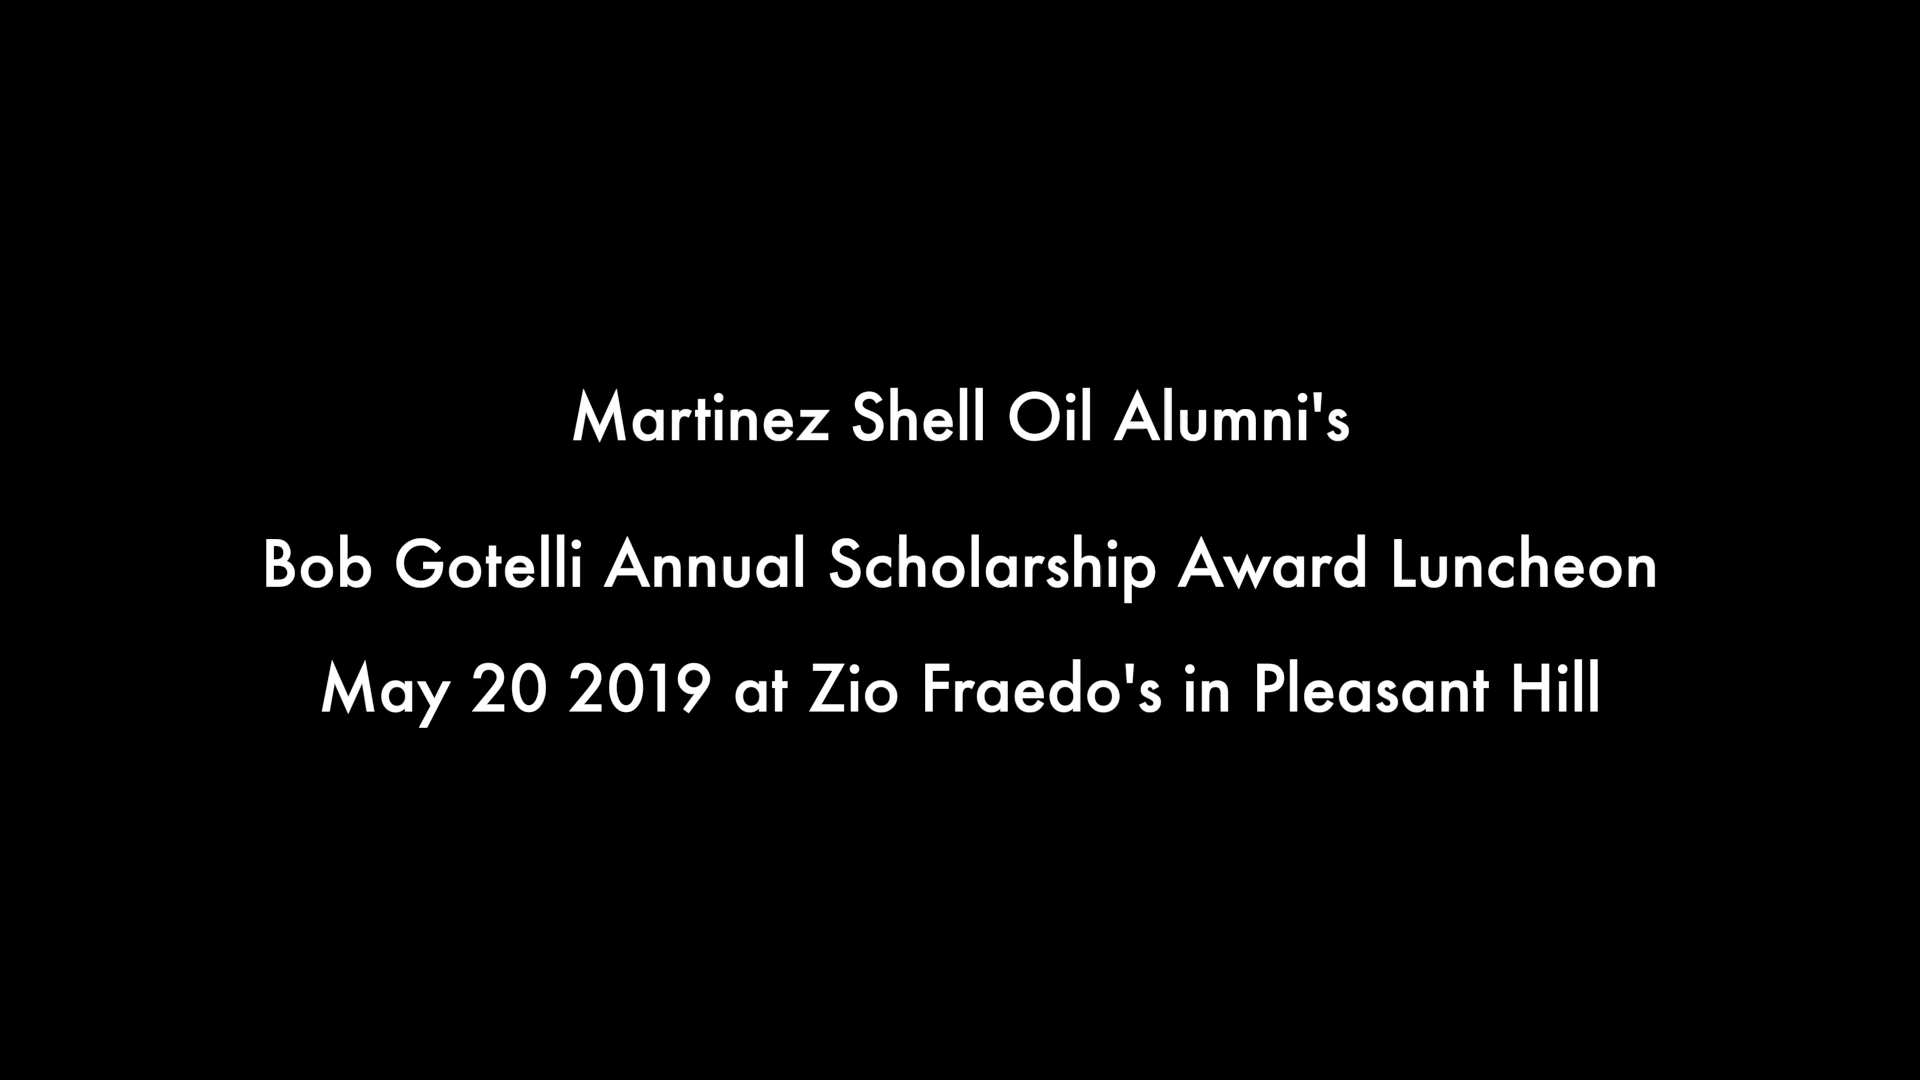 Martinez Shell Oil Alumni's
Bob Gotelli Annual Scholarship Award Luncheon
May 20 2019 at Zio Fraedo's in Pleasant Hill